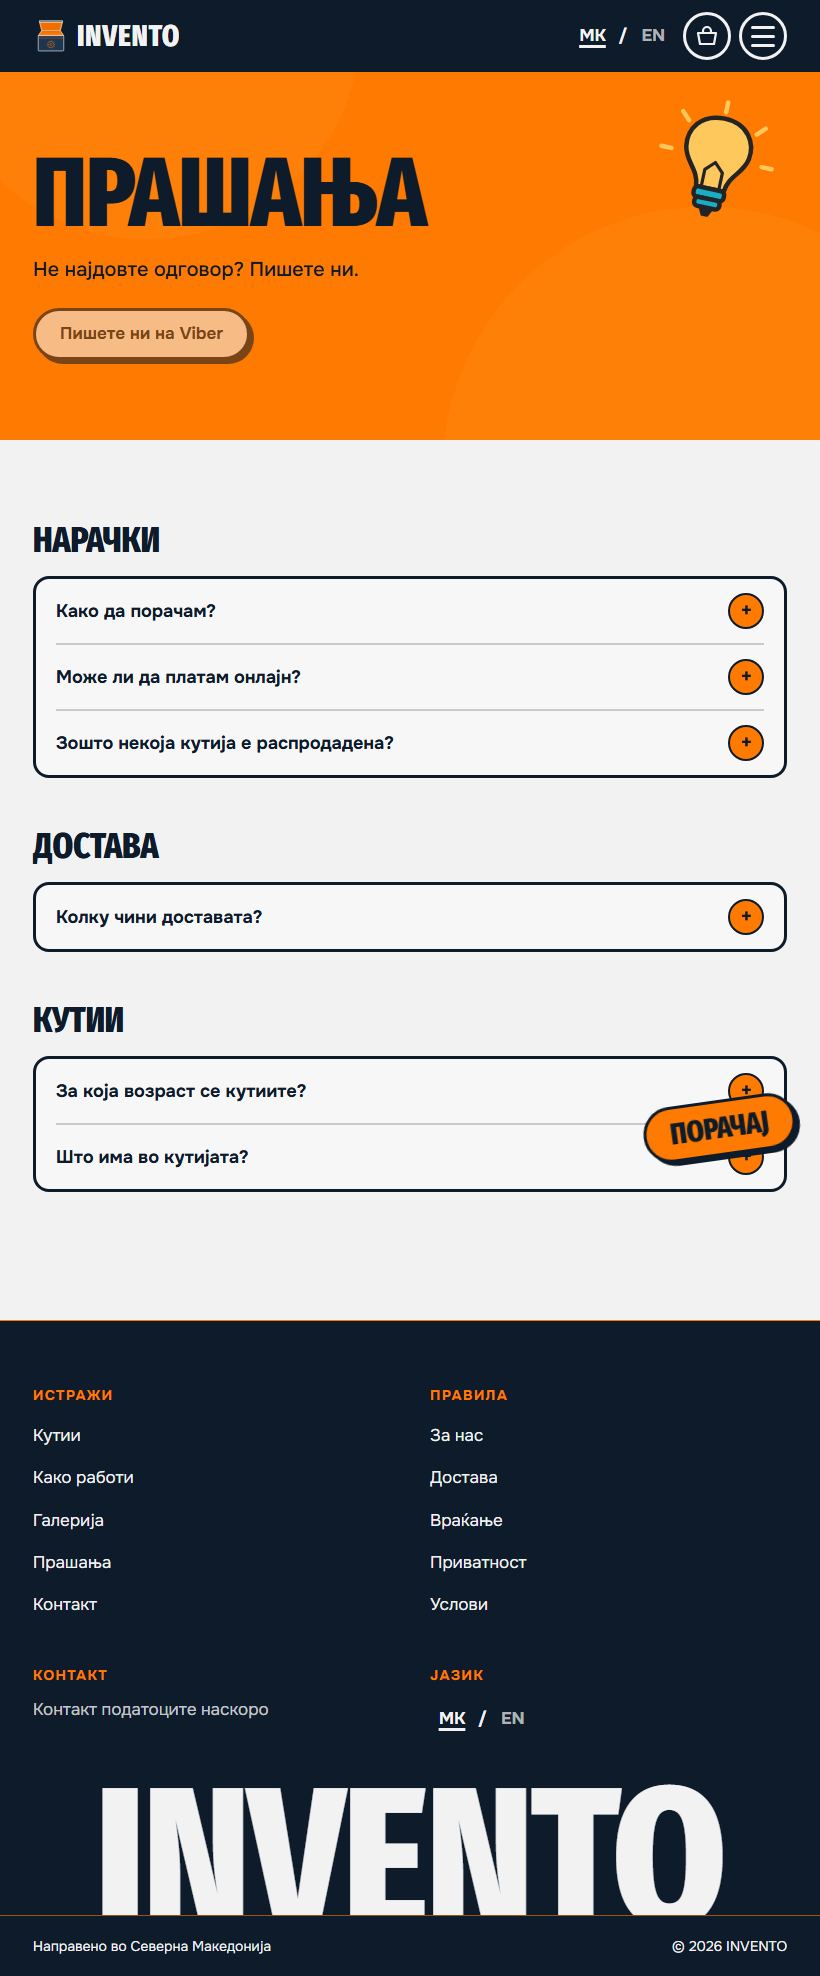 INVENTO
МК / EN
ПРАШАЊА
Не најдовте одговор? Пишете ни.
Пишете ни на Viber
НАРАЧКИ
Како да порачам?
+
Може ли да платам онлајн?
+
Зошто некоја кутија е распродадена?
+
ДОСТАВА
Колку чини доставата?
+
КУТИИ
За која возраст се кутиите?
+
ПОРАЧАЈ
Што има во кутијата?
ИСТРАЖИ
Кутии
Како работи
Галерија
Прашања
Контакт
ПРАВИЛА
За нас
Достава
Враќање
Приватност
Услови
КОНТАКТ
Контакт податоците наскоро
ЈАЗИК
МК / EN
INVENTO
Направено во Северна Македонија
© 2026 INVENTO